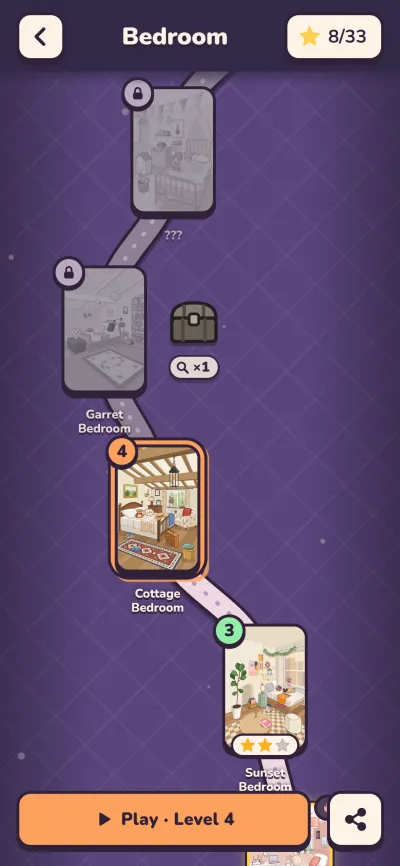 Bedroom
8/33
???
×1
Garret
Bedroom
4
Cottage
Bedroom
3
Sunset
Bedroom
Play · Level 4